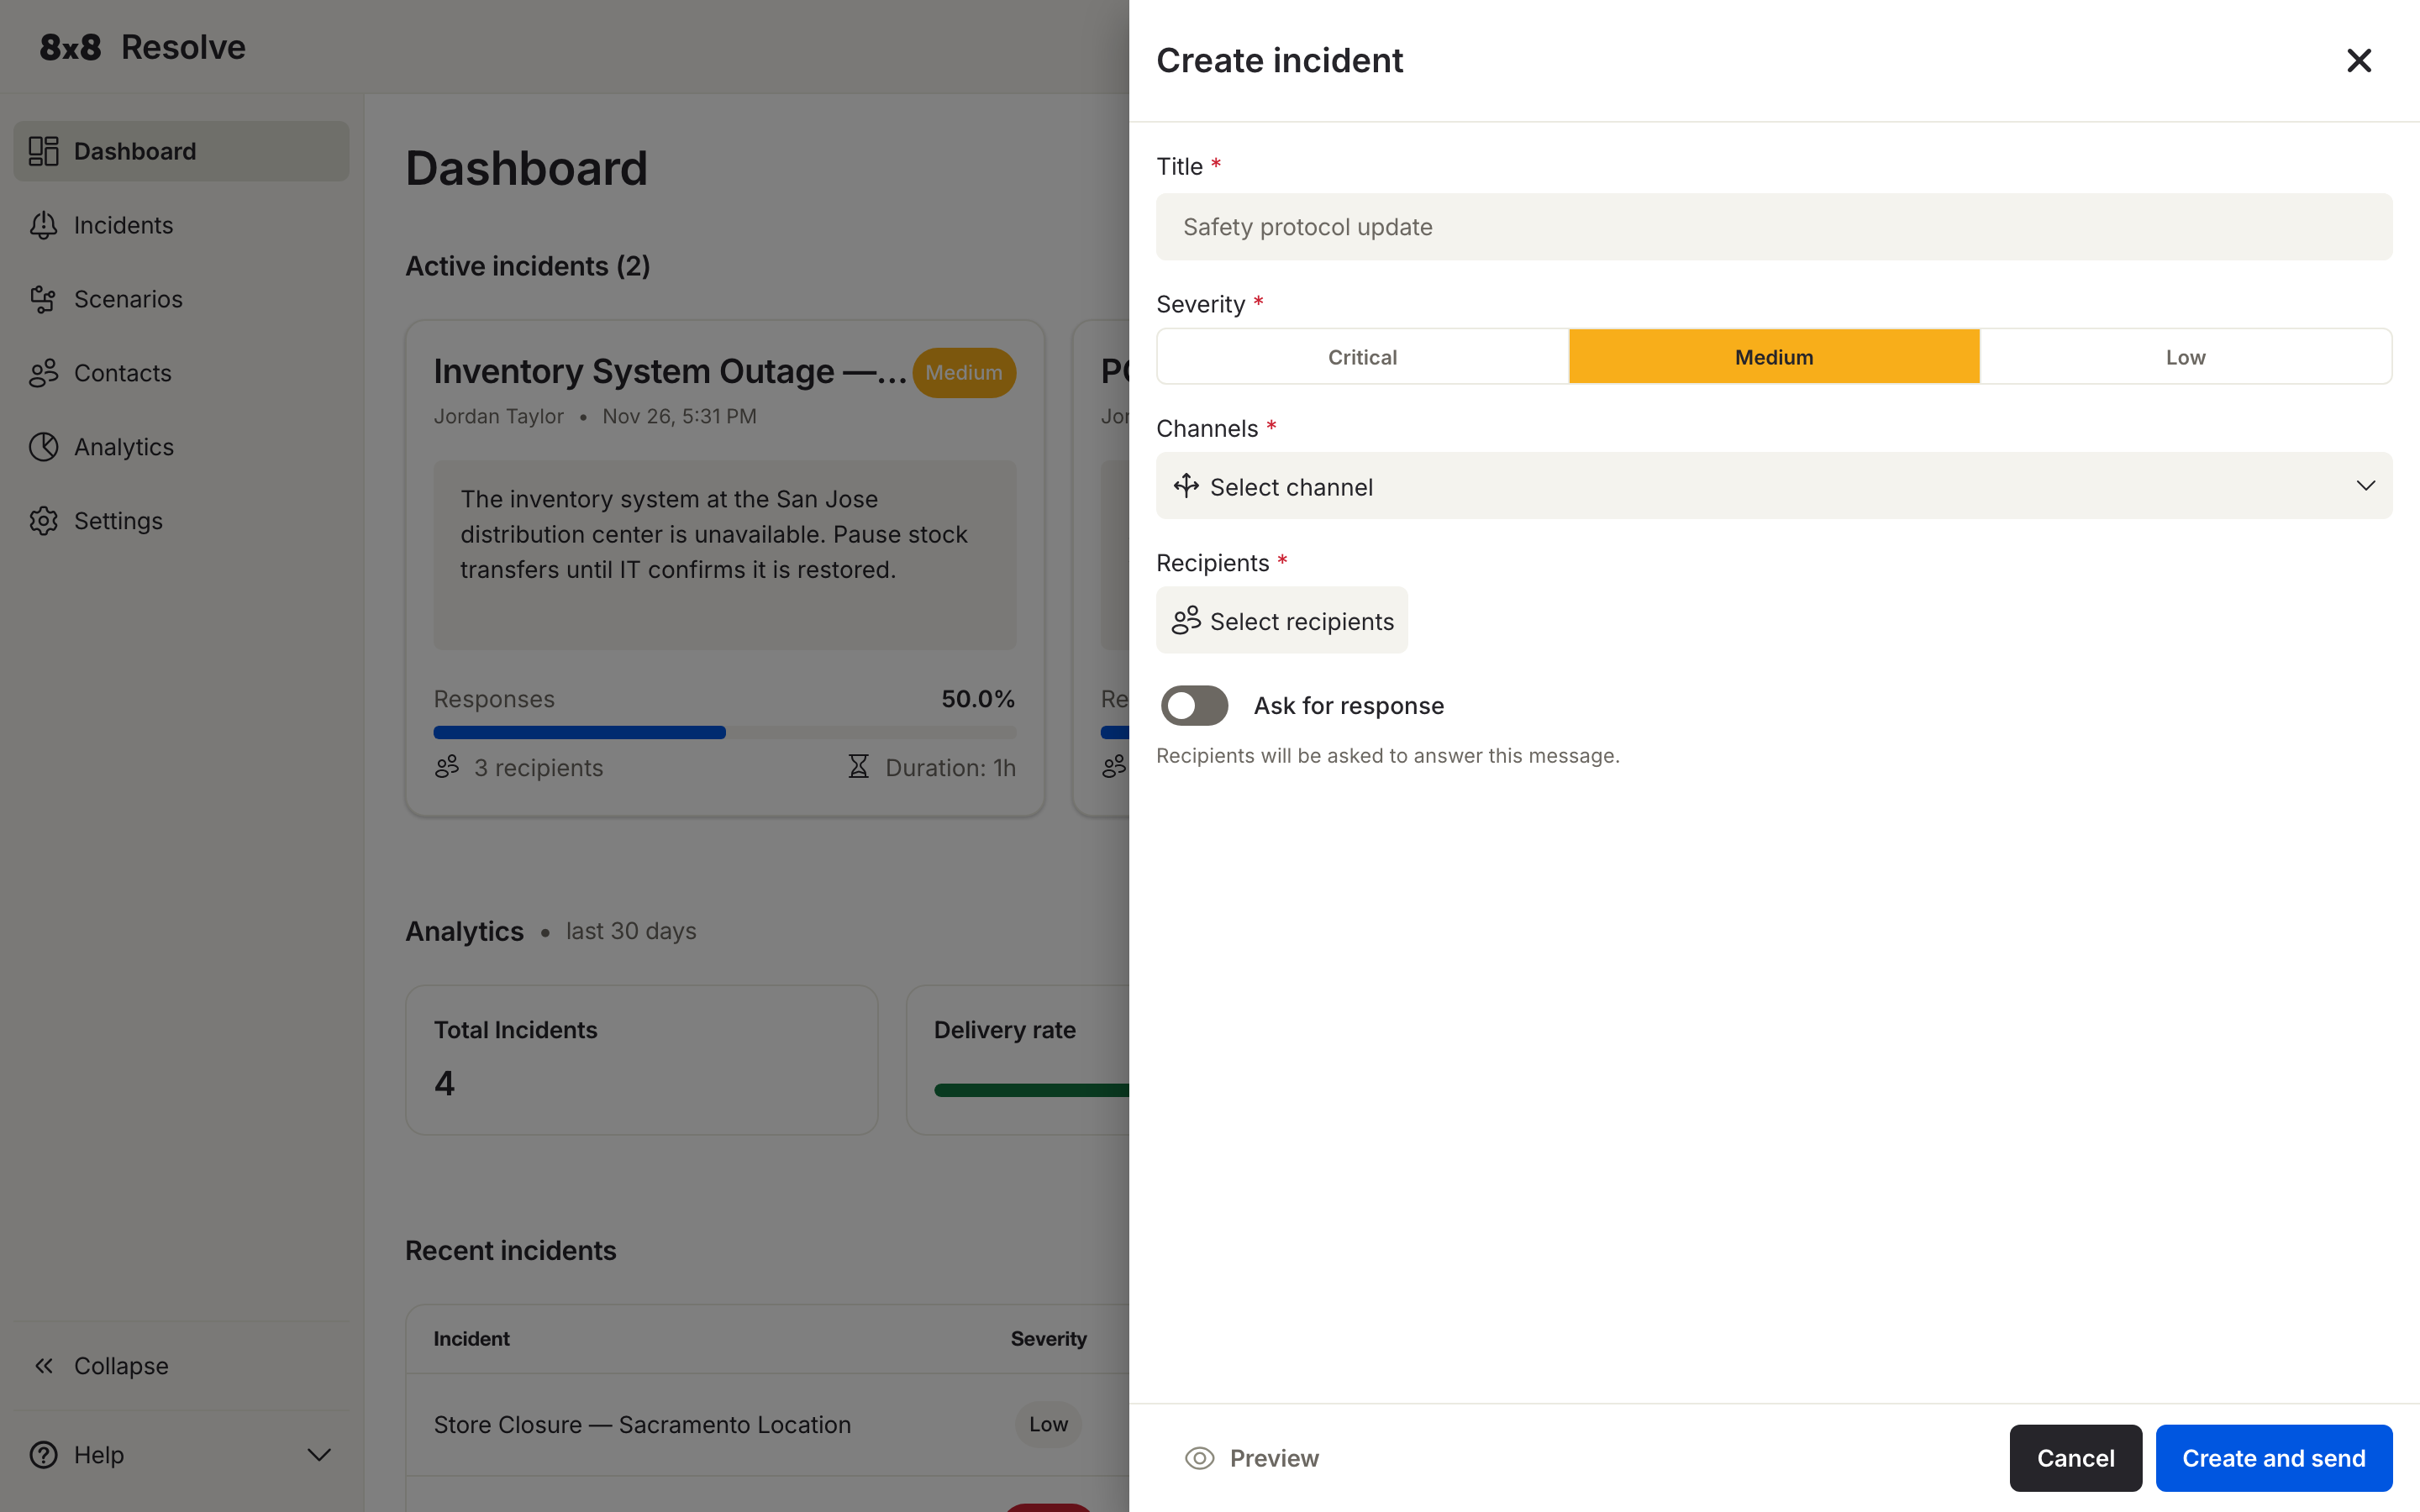 8x8 Resolve
Dashboard
Incidents
Scenarios
Contacts
Analytics
Settings
Collapse
Help
Dashboard
Active incidents (2)
Inventory System Outage —... Medium
Jordan Taylor • Nov 26, 5:31 PM
The inventory system at the San Jose
distribution center is unavailable. Pause stock
transfers until IT confirms it is restored.
Responses 50.0%
3 recipients Duration: 1h
Analytics • last 30 days
Total Incidents
4
Delivery rate
Recent incidents
Incident Severity
Store Closure — Sacramento Location Low
Create incident
Title *
Safety protocol update
Severity *
Critical Medium Low
Channels *
Select channel
Recipients *
Select recipients
Ask for response
Recipients will be asked to answer this message.
Preview Cancel Create and send